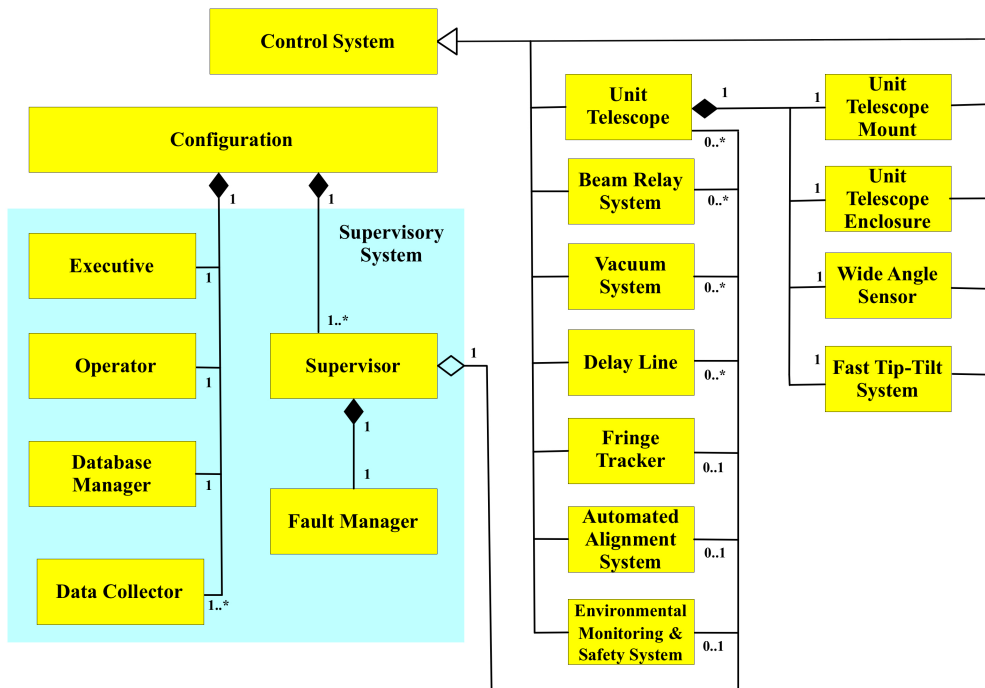 Control System
Configuration
1
1
Supervisory
System
Executive
1
1..*
Operator
1
Supervisor
1
Database
Manager
1
1
1
Fault Manager
Data Collector
1..*
Unit
Telescope
1
0..*
Beam Relay
System
0..*
Vacuum
System
0..*
Delay Line
0..*
Fringe
Tracker
0..1
Automated
Alignment
System
0..1
Environmental
Monitoring &
Safety System
0..1
1
Unit
Telescope
Mount
1
Unit
Telescope
Enclosure
1
Wide Angle
Sensor
1
Fast Tip-Tilt
System